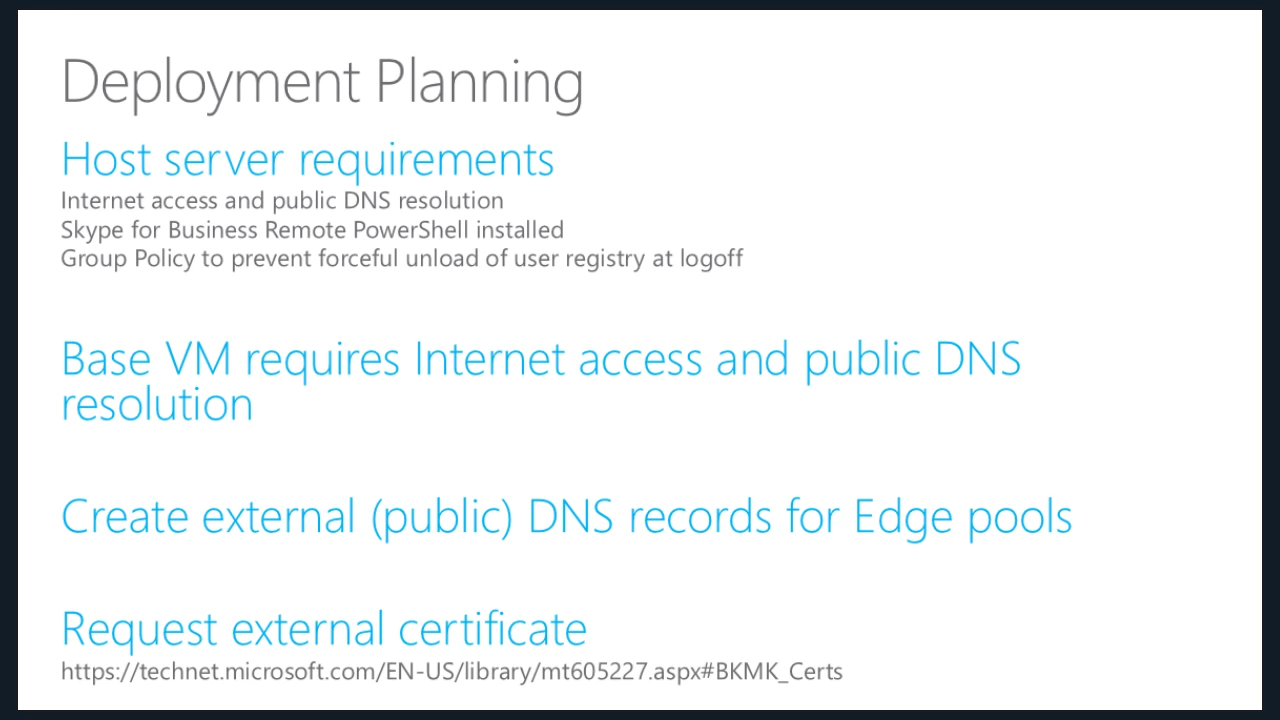 Deployment Planning
Host server requirements
Internet access and public DNS resolution
Skype for Business Remote PowerShell installed
Group Policy to prevent forceful unload of user registry at logoff
Base VM requires Internet access and public DNS
resolution
Create external (public) DNS records for Edge pools
Request external certificate
https://technet.microsoft.com/EN-US/library/mt605227.aspx#BKMK_Certs